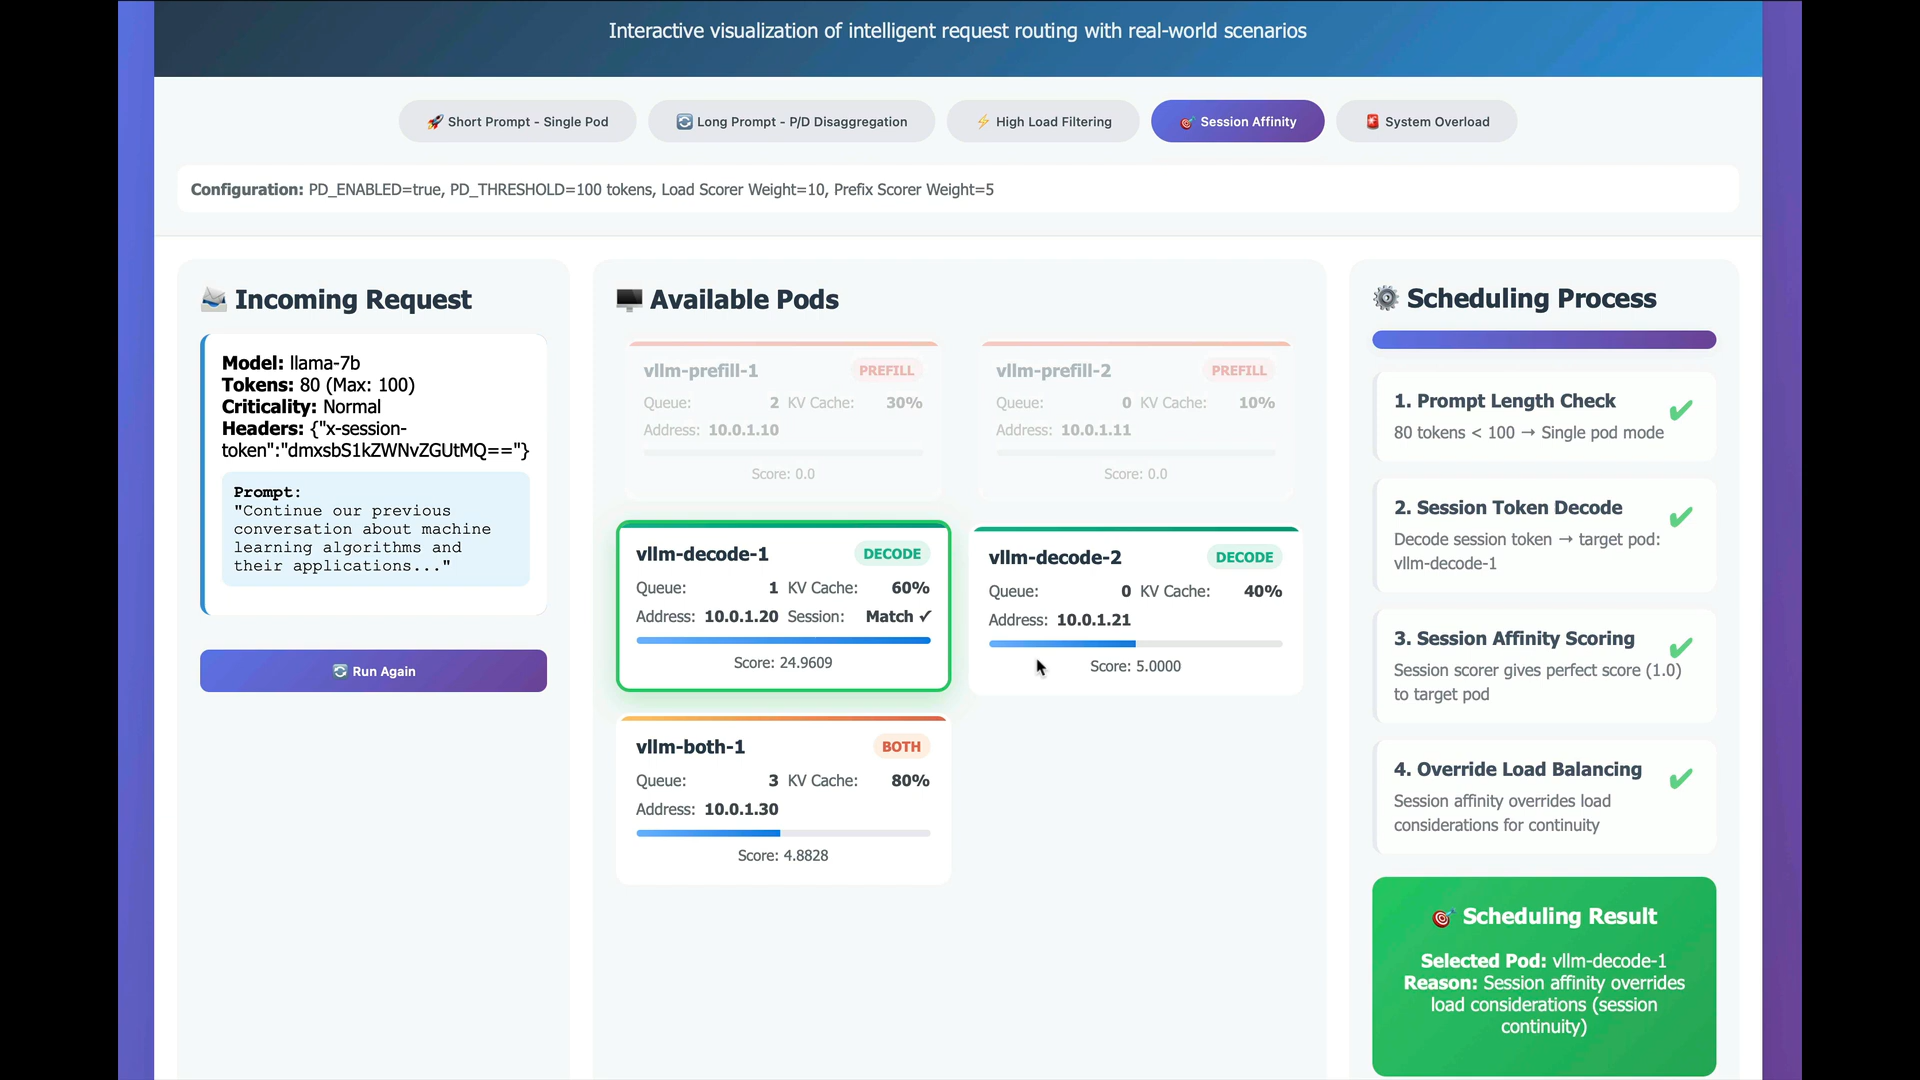 Interactive visualization of intelligent request routing with real-world scenarios
Short Prompt - Single Pod
Long Prompt - P/D Disaggregation
High Load Filtering
Session Affinity
System Overload
Configuration: PD_ENABLED=true, PD_THRESHOLD=100 tokens, Load Scorer Weight=10, Prefix Scorer Weight=5
Incoming Request
Model: llama-7b
Tokens: 80 (Max: 100)
Criticality: Normal
Headers: {"x-session-
token":"dmxsbS1kZWNvZGUtMQ=="}
Prompt:
"Continue our previous
conversation about machine
learning algorithms and
their applications..."
Run Again
Available Pods
vllm-prefill-1 PREFILL
Queue: 2 KV Cache: 30%
Address: 10.0.1.10
Score: 0.0
vllm-prefill-2 PREFILL
Queue: 0 KV Cache: 10%
Address: 10.0.1.11
Score: 0.0
vllm-decode-1 DECODE
Queue: 1 KV Cache: 60%
Address: 10.0.1.20 Session: Match ✓
Score: 24.9609
vllm-decode-2 DECODE
Queue: 0 KV Cache: 40%
Address: 10.0.1.21
Score: 5.0000
vllm-both-1 BOTH
Queue: 3 KV Cache: 80%
Address: 10.0.1.30
Score: 4.8828
Scheduling Process
1. Prompt Length Check
80 tokens < 100 → Single pod mode
2. Session Token Decode
Decode session token → target pod:
vllm-decode-1
3. Session Affinity Scoring
Session scorer gives perfect score (1.0)
to target pod
4. Override Load Balancing
Session affinity overrides load
considerations for continuity
Scheduling Result
Selected Pod: vllm-decode-1
Reason: Session affinity overrides
load considerations (session
continuity)